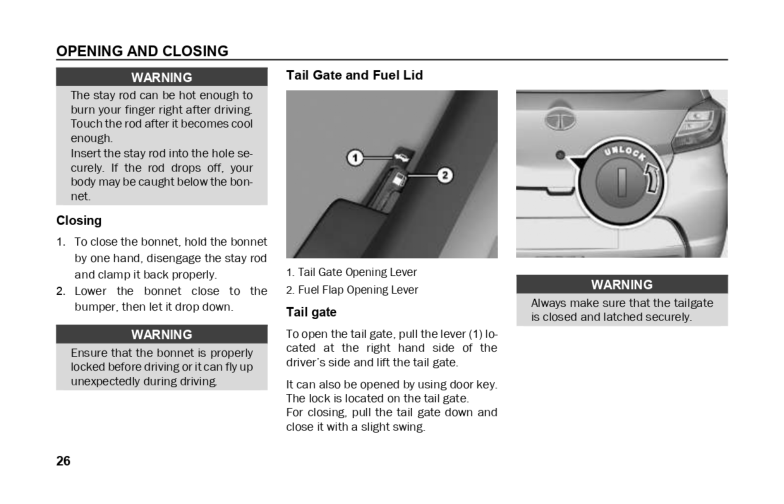 OPENING AND CLOSING
WARNING
The stay rod can be hot enough to
burn your finger right after driving.
Touch the rod after it becomes cool
enough.
Insert the stay rod into the hole se-
curely. If the rod drops off, your
body may be caught below the bon-
net.
Closing
1. To close the bonnet, hold the bonnet
by one hand, disengage the stay rod
and clamp it back properly.
2. Lower the bonnet close to the
bumper, then let it drop down.
WARNING
Ensure that the bonnet is properly
locked before driving or it can fly up
unexpectedly during driving.
Tail Gate and Fuel Lid
1
2
1. Tail Gate Opening Lever
2. Fuel Flap Opening Lever
Tail gate
To open the tail gate, pull the lever (1) lo-
cated at the right hand side of the
driver's side and lift the tail gate.
It can also be opened by using door key.
The lock is located on the tail gate.
For closing, pull the tail gate down and
close it with a slight swing.
UNLOCK
WARNING
Always make sure that the tailgate
is closed and latched securely.
26